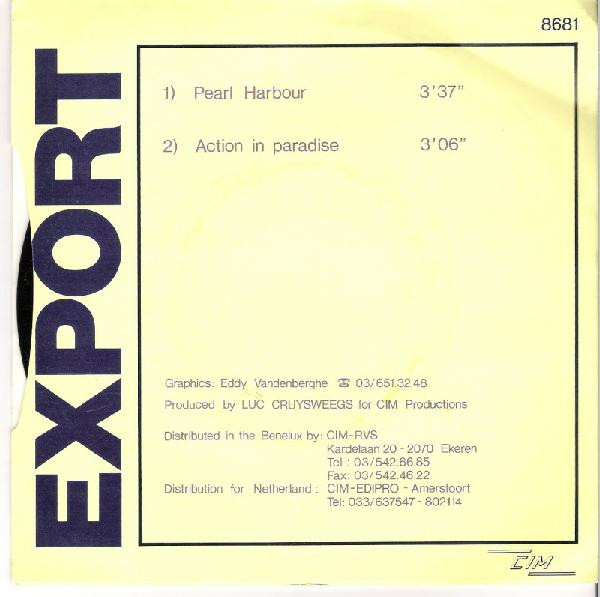 8681
EXPORT
1) Pearl Harbour 3'37"
2) Action in paradise 3'06"
Graphics: Eddy Vandenberghe ☎ 03/651.32.48
Produced by LUC CRUYSWEEGS for CIM Productions
Distributed in the Benelux by: CIM-RVS
Kardelaan 20 - 2070 Ekeren
Tel.: 03/542.66.85
Fax: 03/542.46.22
Distribution for Netherland: CIM-EDIPRO - Amersfoort
Tel: 033/637547 - 802114
CIM